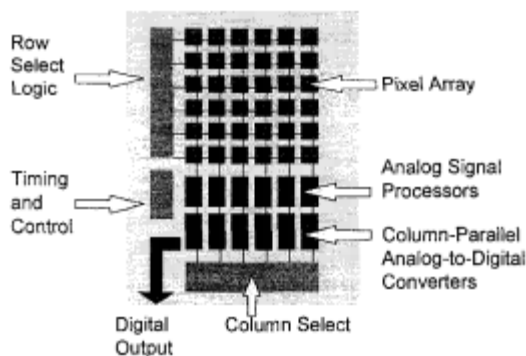 Row
Select
Logic
Pixel Array
Timing
and
Control
Analog Signal
Processors
Column-Parallel
Analog-to-Digital
Converters
Digital
Output
Column Select